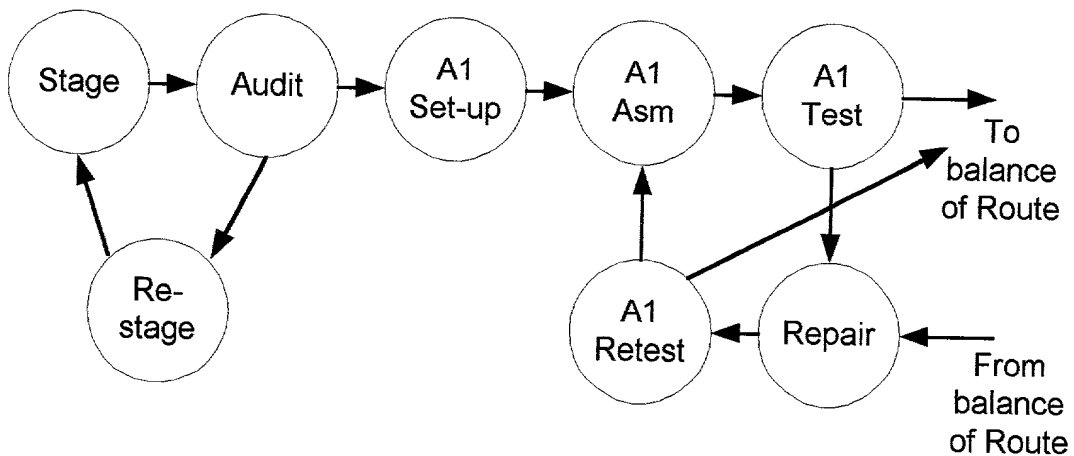 Stage
Audit
A1
Set-up
A1
Asm
A1
Test
To
balance
of Route
Re-
stage
A1
Retest
Repair
From
balance
of Route